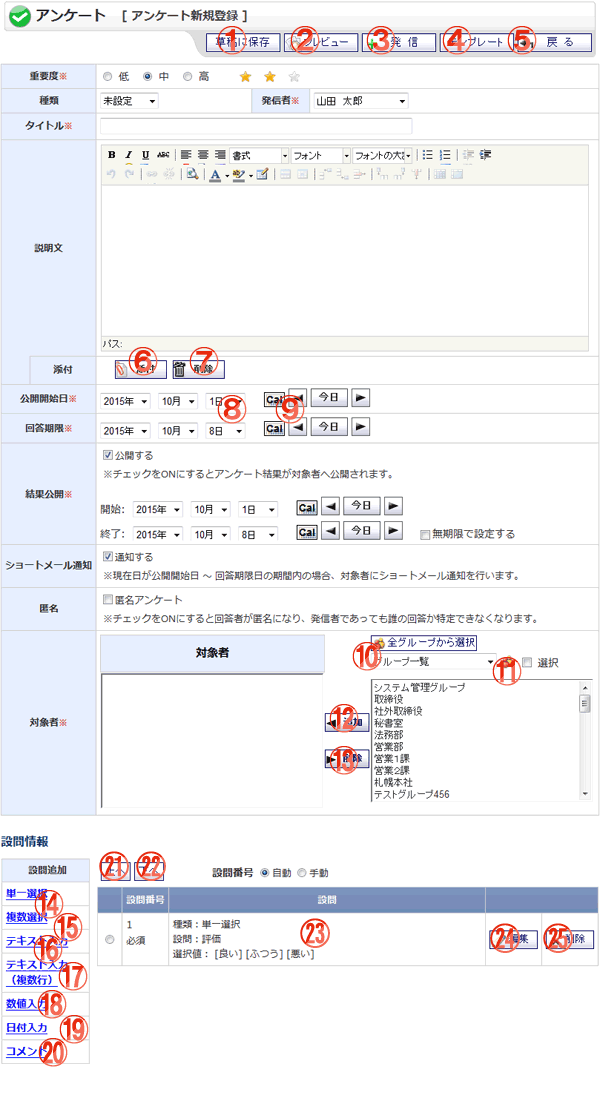 アンケート [ アンケート新規登録 ]
① 草稿に保存 ② プレビュー ③ 発 信 ④ テンプレート ⑤ 戻 る
重要度※ 低 中 高
種類 未設定 発信者※ 山田 太郎
タイトル※
B I U ABC 書式 フォント フォントの大
説明文
パス:
添付 ⑥ 添付 ⑦ 削除
公開開始日※ 2015年 10月 1日 ⑧ Cal ⑨ 今日
回答期限※ 2015年 10月 8日 Cal 今日
結果公開※ 公開する
※チェックをONにするとアンケート結果が対象者へ公開されます。
開始: 2015年 10月 1日 Cal 今日
終了: 2015年 10月 8日 Cal 今日 無期限で設定する
ショートメール通知 通知する
※現在日が公開開始日 ～ 回答期限日の期間内の場合、対象者にショートメール通知を行います。
匿名 匿名アンケート
※チェックをONにすると回答者が匿名になり、発信者であっても誰の回答か特定できなくなります。
対象者※
対象者
全グループから選択
⑩ グループ一覧 ⑪ 選択
⑫ 追加
⑬ 削除
システム管理グループ
取締役
社外取締役
秘書室
法務部
営業部
営業1課
営業2課
札幌本社
テストグループ456
設問情報
設問追加
単一選択 ⑭
複数選択 ⑮
テキスト入力 ⑯
テキスト入力
（複数行） ⑰
数値入力 ⑱
日付入力 ⑲
コメント ⑳
㉑ ㉒ 設問番号 自動 手動
設問番号 設問
1
必須
種類：単一選択
設問：評価
選択値： [良い] [ふつう] [悪い]
㉓
㉔ 編集 ㉕ 削除